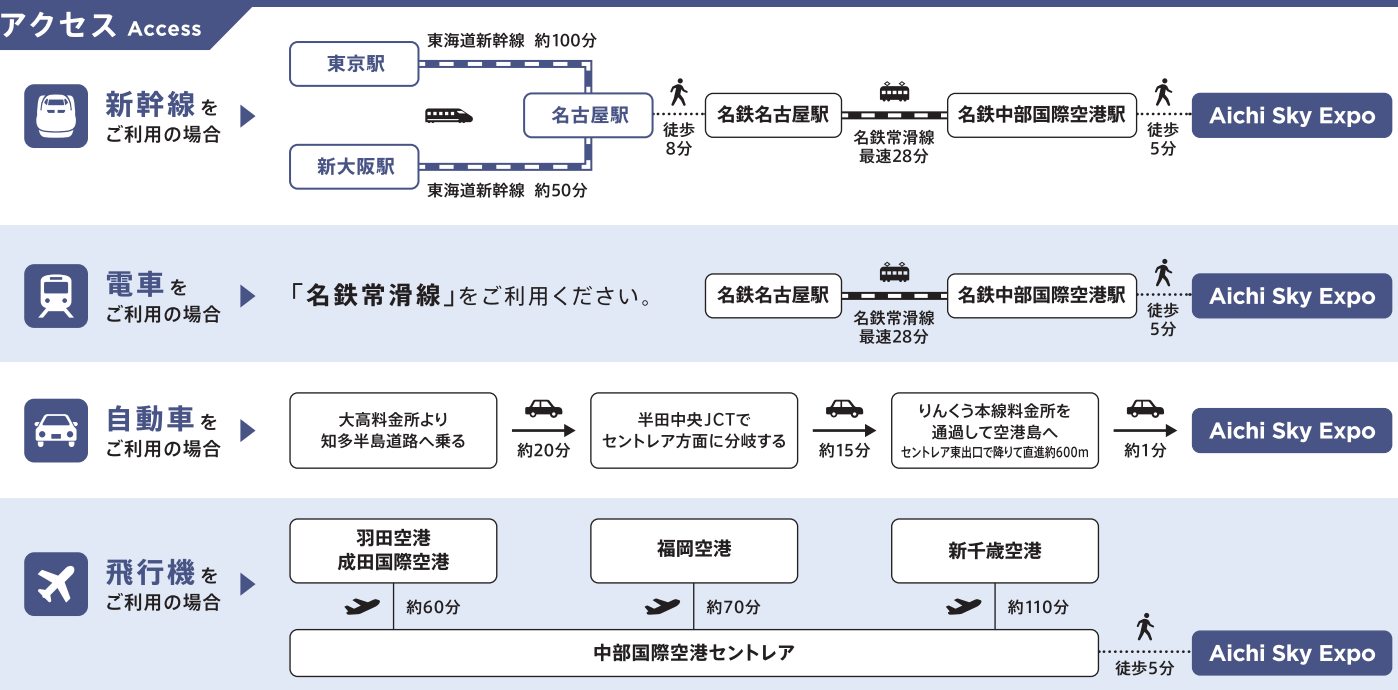 アクセス Access
新幹線を
ご利用の場合
東京駅
東海道新幹線 約100分
名古屋駅
新大阪駅
東海道新幹線 約50分
徒歩
8分
名鉄名古屋駅
名鉄常滑線
最速28分
名鉄中部国際空港駅
徒歩
5分
Aichi Sky Expo
電車を
ご利用の場合
「名鉄常滑線」をご利用ください。
名鉄名古屋駅
名鉄常滑線
最速28分
名鉄中部国際空港駅
徒歩
5分
Aichi Sky Expo
自動車を
ご利用の場合
大高料金所より
知多半島道路へ乗る
約20分
半田中央JCTで
セントレア方面に分岐する
約15分
りんくう本線料金所を
通過して空港島へ
セントレア東出口で降りて直進約600m
約1分
Aichi Sky Expo
飛行機を
ご利用の場合
羽田空港
成田国際空港
約60分
福岡空港
約70分
新千歳空港
約110分
中部国際空港セントレア
徒歩5分
Aichi Sky Expo